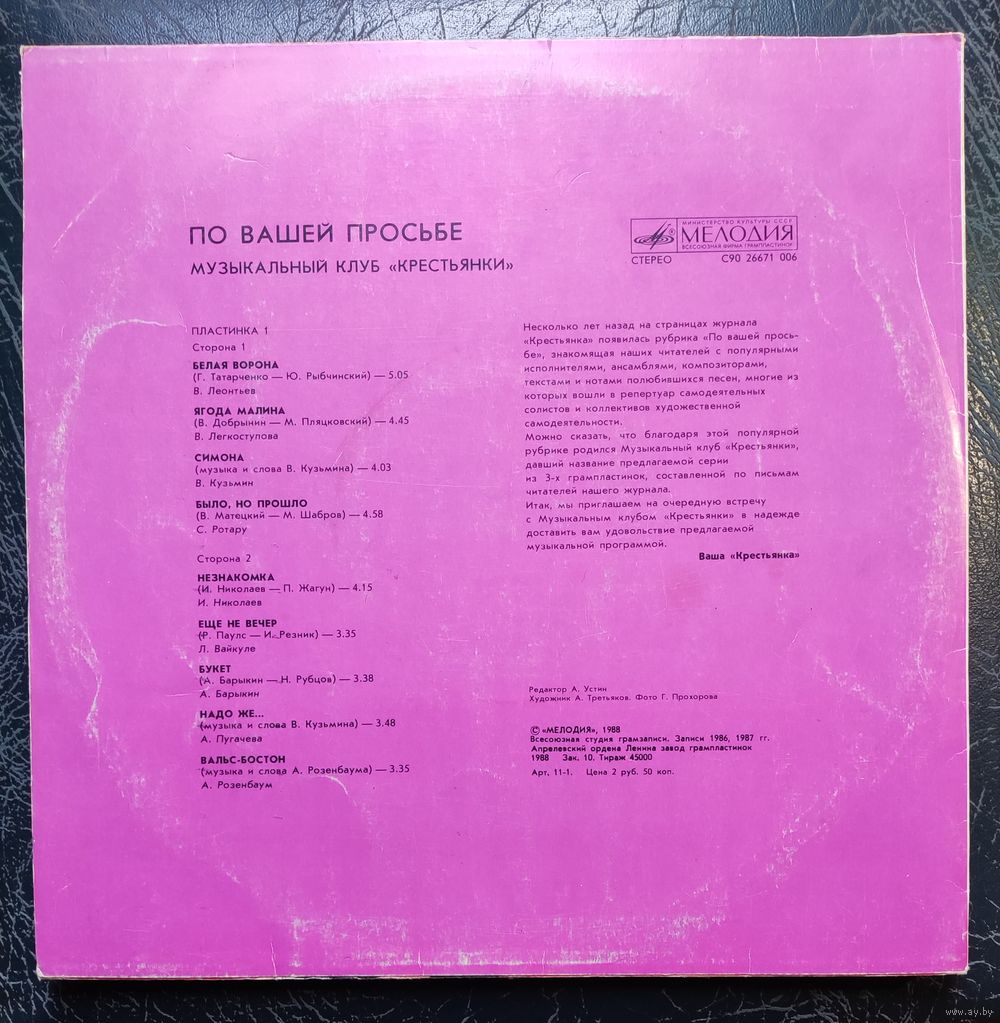 ПО ВАШЕЙ ПРОСЬБЕ
МУЗЫКАЛЬНЫЙ КЛУБ «КРЕСТЬЯНКИ»
МИНИСТЕРСТВО КУЛЬТУРЫ СССР
МЕЛОДИЯ
ВСЕСОЮЗНАЯ ФИРМА ГРАМПЛАСТИНОК
СТЕРЕО С90 26671 006
ПЛАСТИНКА 1
Сторона 1
БЕЛАЯ ВОРОНА
(Г. Татарченко — Ю. Рыбчинский) — 5.05
В. Леонтьев
ЯГОДА МАЛИНА
(В. Добрынин — М. Пляцковский) — 4.45
В. Легкоступова
СИМОНА
(музыка и слова В. Кузьмина) — 4.03
В. Кузьмин
БЫЛО, НО ПРОШЛО
(В. Матецкий — М. Шабров) — 4.58
С. Ротару
Сторона 2
НЕЗНАКОМКА
(И. Николаев — П. Жагун) — 4.15
И. Николаев
ЕЩЕ НЕ ВЕЧЕР
(Р. Паулс — И. Резник) — 3.35
Л. Вайкуле
БУКЕТ
(А. Барыкин — Н. Рубцов) — 3.38
А. Барыкин
НАДО ЖЕ...
(музыка и слова В. Кузьмина) — 3.48
А. Пугачева
ВАЛЬС-БОСТОН
(музыка и слова А. Розенбаума) — 3.35
А. Розенбаум
Несколько лет назад на страницах журнала
«Крестьянка» появилась рубрика «По вашей прось-
бе», знакомящая наших читателей с популярными
исполнителями, ансамблями, композиторами,
текстами и нотами полюбившихся песен, многие из
которых вошли в репертуар самодеятельных
солистов и коллективов художественной
самодеятельности.
Можно сказать, что благодаря этой популярной
рубрике родился Музыкальный клуб «Крестьянки»,
давший название предлагаемой серии
из 3-х грампластинок, составленной по письмам
читателей нашего журнала.
Итак, мы приглашаем на очередную встречу
с Музыкальным клубом «Крестьянки» в надежде
доставить вам удовольствие предлагаемой
музыкальной программой.
Ваша «Крестьянка»
Редактор А. Устин
Художник А. Третьяков. Фото Г. Прохорова
© «МЕЛОДИЯ», 1988
Всесоюзная студия грамзаписи. Записи 1986, 1987 гг.
Апрелевский ордена Ленина завод грампластинок
1988 Зак. 10. Тираж 45000
Арт. 11-1. Цена 2 руб. 50 коп.
www.ay.by